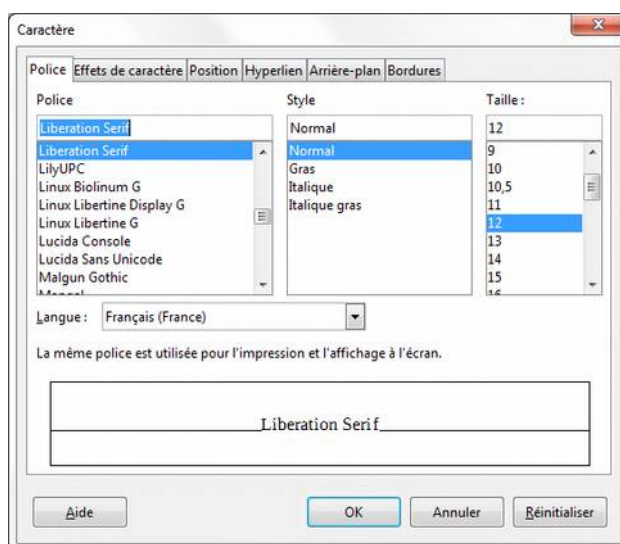 Caractère
Police Effets de caractère Position Hyperlien Arrière-plan Bordures
Police Style Taille :
Liberation Serif Normal 12
Liberation Serif Normal 9
LilyUPC Gras 10
Linux Biolinum G Italique 10,5
Linux Libertine Display G Italique gras 11
Linux Libertine G 12
Lucida Console 13
Lucida Sans Unicode 14
Malgun Gothic 15
Mangal 16
Langue : Français (France)
La même police est utilisée pour l'impression et l'affichage à l'écran.
Liberation Serif
Aide OK Annuler Réinitialiser